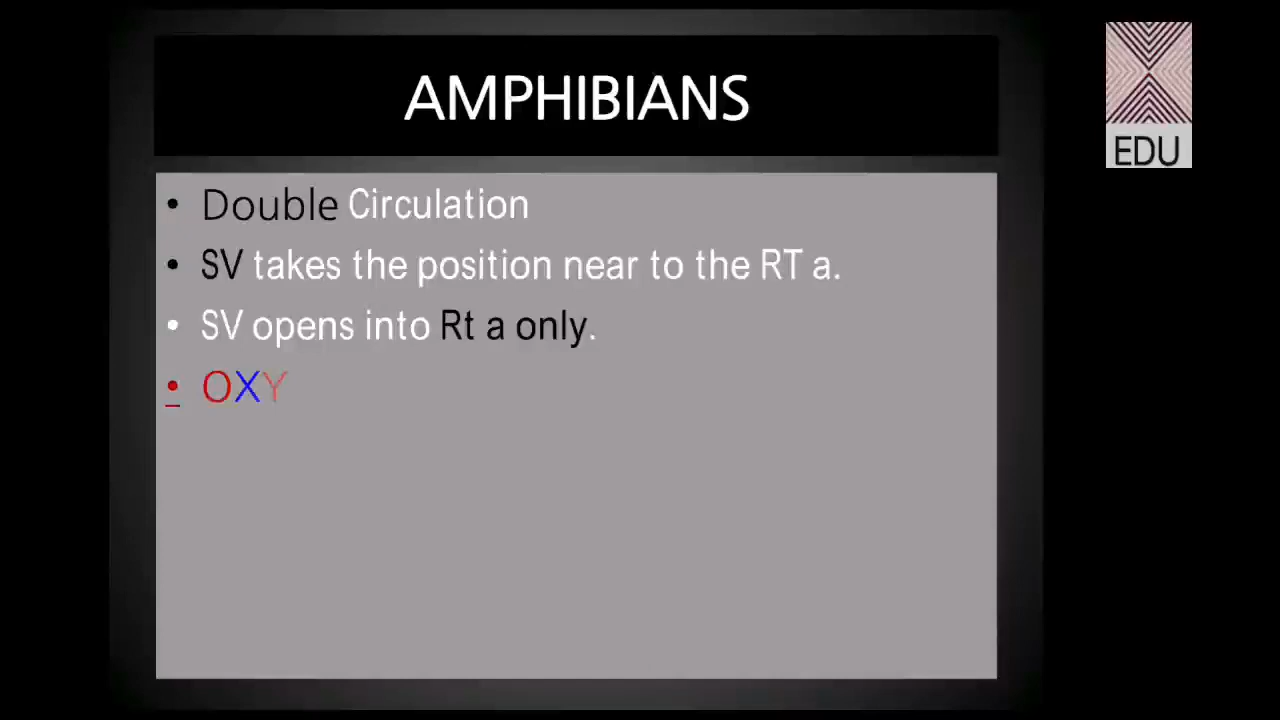 AMPHIBIANS
EDU
• Double Circulation
• SV takes the position near to the RT a.
• SV opens into Rt a only.
• OXY